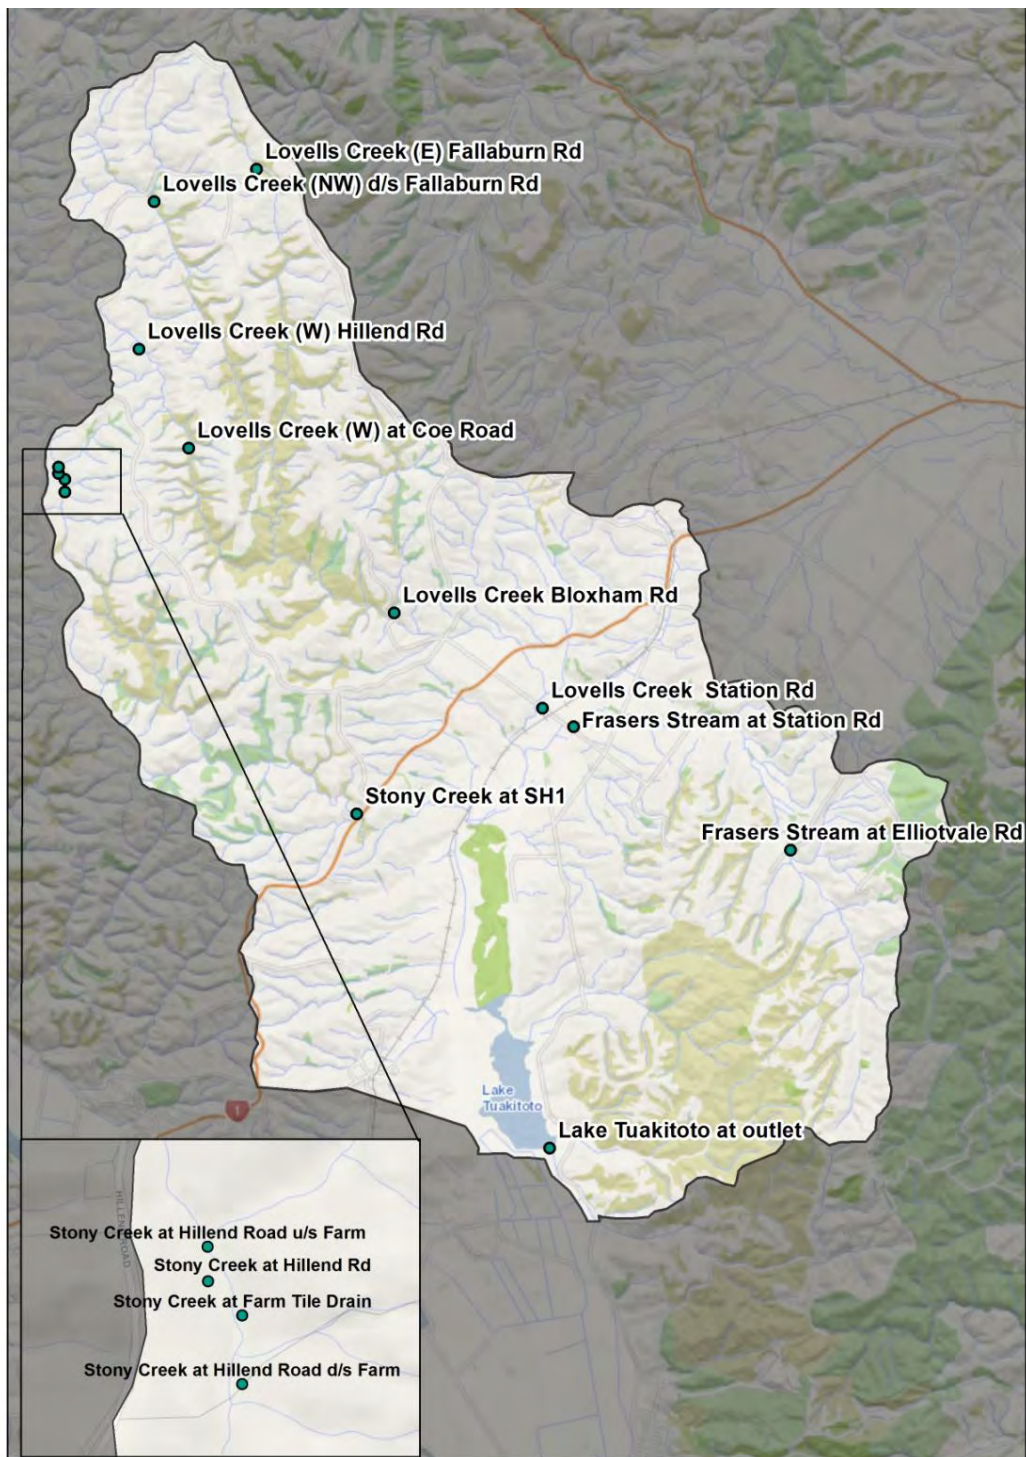 Lovells Creek (E) Fallaburn Rd
Lovells Creek (NW) d/s Fallaburn Rd
Lovells Creek (W) Hillend Rd
Lovells Creek (W) at Coe Road
Lovells Creek Bloxham Rd
Lovells Creek Station Rd
Frasers Stream at Station Rd
Stony Creek at SH1
Frasers Stream at Elliotvale Rd
Lake
Tuakitoto
1
Lake Tuakitoto at outlet
HILLEND ROAD
Stony Creek at Hillend Road u/s Farm
Stony Creek at Hillend Rd
Stony Creek at Farm Tile Drain
Stony Creek at Hillend Road d/s Farm